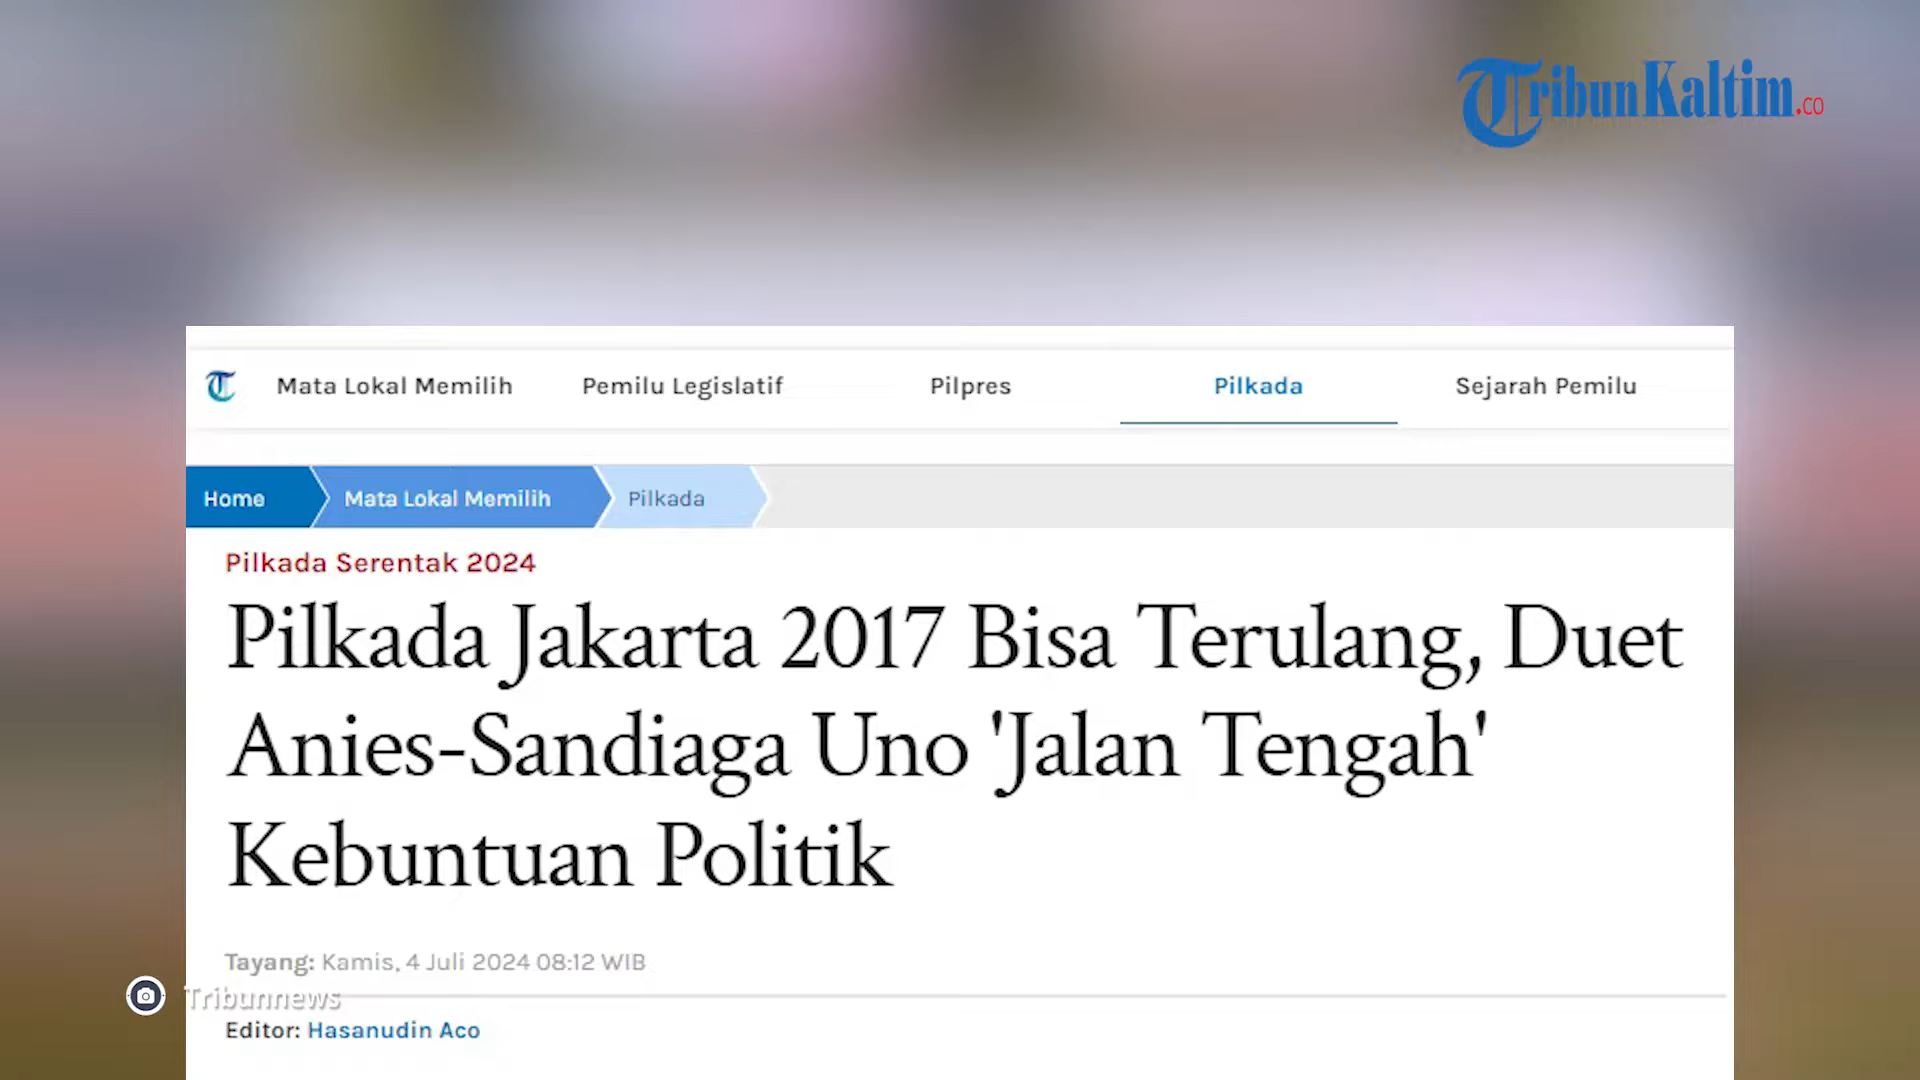 TribunKaltim.co
Mata Lokal Memilih Pemilu Legislatif Pilpres Pilkada Sejarah Pemilu
Home Mata Lokal Memilih Pilkada
Pilkada Serentak 2024
Pilkada Jakarta 2017 Bisa Terulang, Duet
Anies-Sandiaga Uno 'Jalan Tengah'
Kebuntuan Politik
Tayang: Kamis, 4 Juli 2024 08:12 WIB
Tribunnews
Editor: Hasanudin Aco